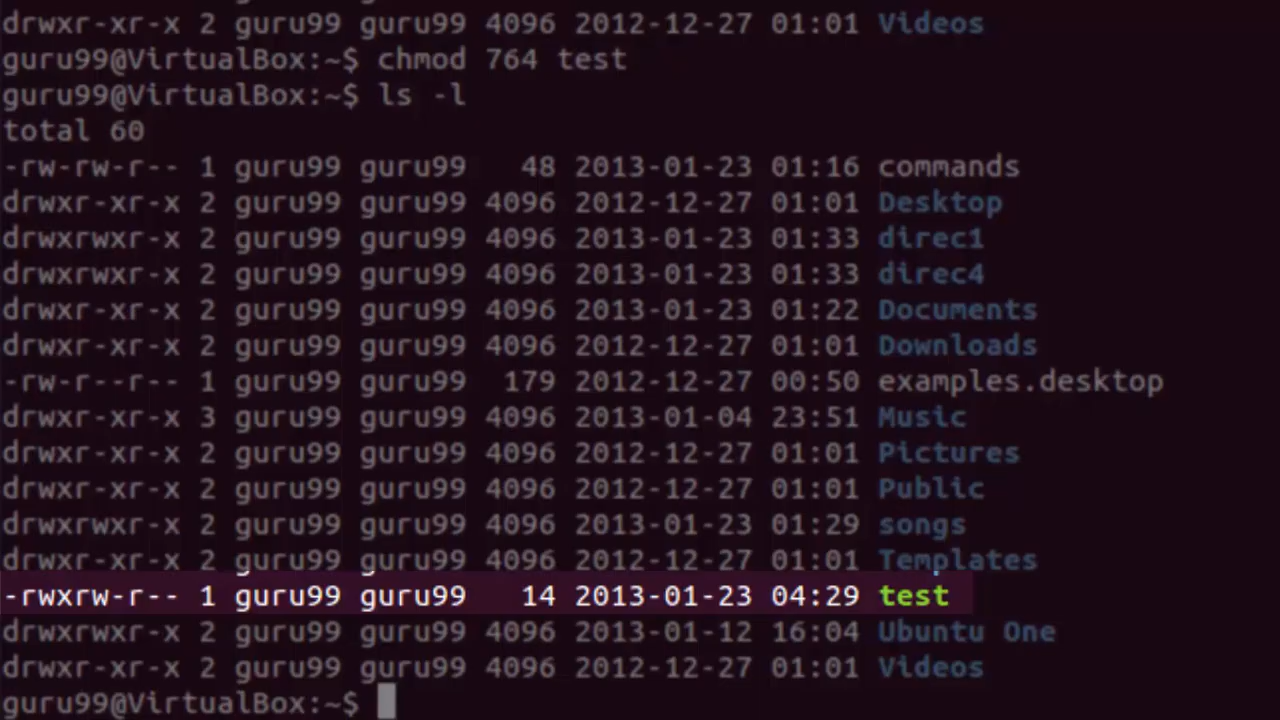 drwxr-xr-x 2 guru99 guru99 4096 2012-12-27 01:01 Videos
guru99@VirtualBox:~$ chmod 764 test
guru99@VirtualBox:~$ ls -l
total 60
-rw-rw-r-- 1 guru99 guru99   48 2013-01-23 01:16 commands
drwxr-xr-x 2 guru99 guru99 4096 2012-12-27 01:01 Desktop
drwxrwxr-x 2 guru99 guru99 4096 2013-01-23 01:33 direc1
drwxrwxr-x 2 guru99 guru99 4096 2013-01-23 01:33 direc4
drwxr-xr-x 2 guru99 guru99 4096 2013-01-23 01:22 Documents
drwxr-xr-x 2 guru99 guru99 4096 2012-12-27 01:01 Downloads
-rw-r--r-- 1 guru99 guru99  179 2012-12-27 00:50 examples.desktop
drwxr-xr-x 3 guru99 guru99 4096 2013-01-04 23:51 Music
drwxr-xr-x 2 guru99 guru99 4096 2012-12-27 01:01 Pictures
drwxr-xr-x 2 guru99 guru99 4096 2012-12-27 01:01 Public
drwxrwxr-x 2 guru99 guru99 4096 2013-01-23 01:29 songs
drwxr-xr-x 2 guru99 guru99 4096 2012-12-27 01:01 Templates
-rwxrw-r-- 1 guru99 guru99   14 2013-01-23 04:29 test
drwxr-xr-x 2 guru99 guru99 4096 2013-01-12 16:04 Ubuntu One
drwxr-xr-x 2 guru99 guru99 4096 2012-12-27 01:01 Videos
guru99@VirtualBox:~$